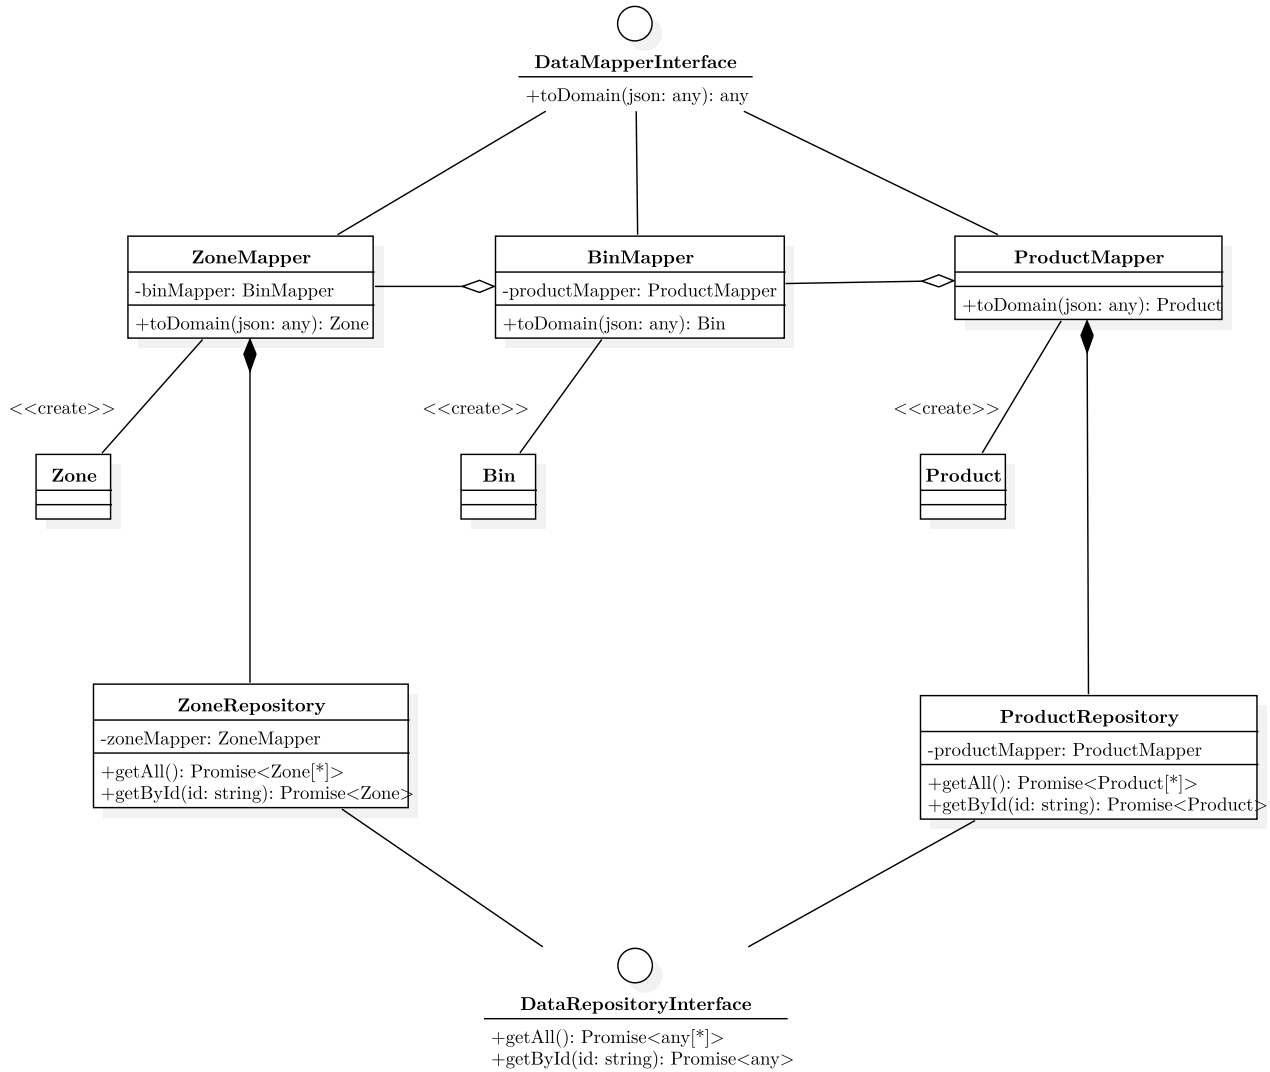 DataMapperInterface
+toDomain(json: any): any
ZoneMapper
-binMapper: BinMapper
+toDomain(json: any): Zone
BinMapper
-productMapper: ProductMapper
+toDomain(json: any): Bin
ProductMapper
+toDomain(json: any): Product
<<create>>
<<create>>
<<create>>
Zone
Bin
Product
ZoneRepository
-zoneMapper: ZoneMapper
+getAll(): Promise<Zone[*]>
+getById(id: string): Promise<Zone>
ProductRepository
-productMapper: ProductMapper
+getAll(): Promise<Product[*]>
+getById(id: string): Promise<Product>
DataRepositoryInterface
+getAll(): Promise<any[*]>
+getById(id: string): Promise<any>